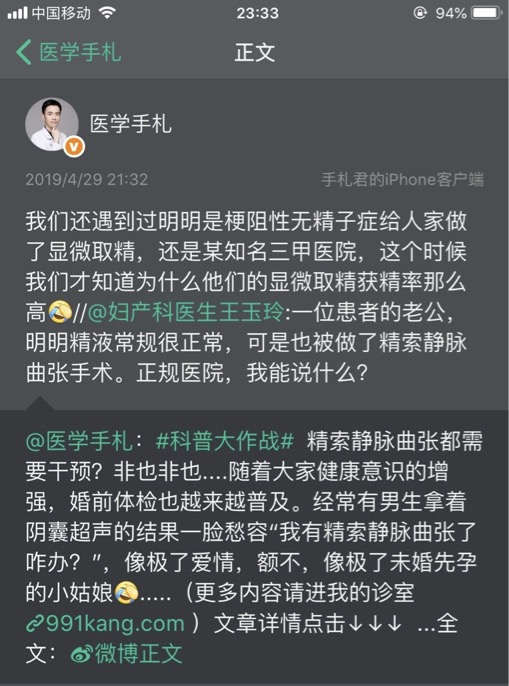 中国移动 23:33 94%
医学手札 正文
医学手札
2019/4/29 21:32 手札君的iPhone客户端
我们还遇到过明明是梗阻性无精子症给人家做
了显微取精，还是某知名三甲医院，这个时候
我们才知道为什么他们的显微取精获精率那么
高🤣//@妇产科医生王玉玲:一位患者的老公，
明明精液常规很正常，可是也被做了精索静脉
曲张手术。正规医院，我能说什么？
@医学手札：#科普大作战# 精索静脉曲张都需
要干预？非也非也....随着大家健康意识的增
强，婚前体检也越来越普及。经常有男生拿着
阴囊超声的结果一脸愁容“我有精索静脉曲张了
咋办？”，像极了爱情，额不，像极了未婚先孕
的小姑娘🤣.....（更多内容请进我的诊室
991kang.com ）文章详情点击↓↓↓ ...全
文：微博正文